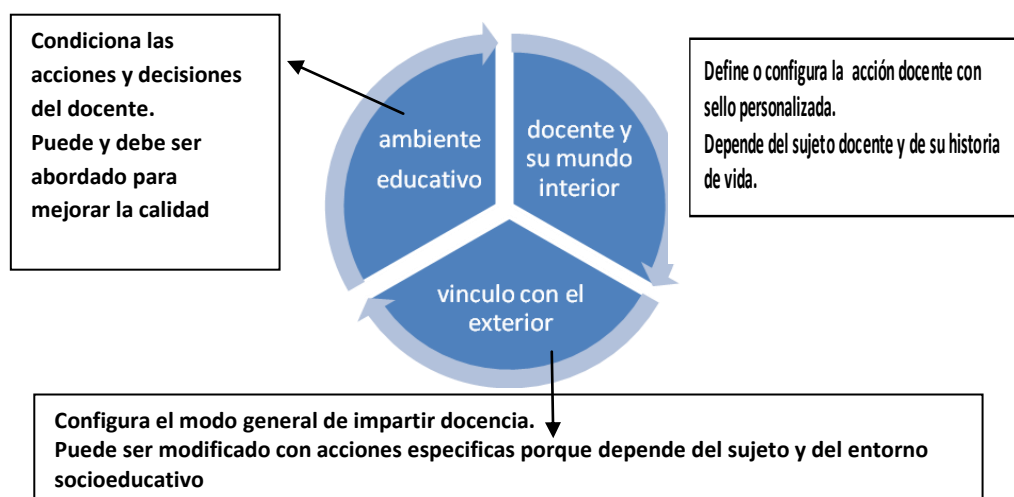 Condiciona las
acciones y decisiones
del docente.
Puede y debe ser
abordado para
mejorar la calidad
ambiente
educativo
docente y
su mundo
interior
Define o configura la acción docente con
sello personalizada.
Depende del sujeto docente y de su historia
de vida.
vinculo con el
exterior
Configura el modo general de impartir docencia.
Puede ser modificado con acciones especificas porque depende del sujeto y del entorno
socioeducativo